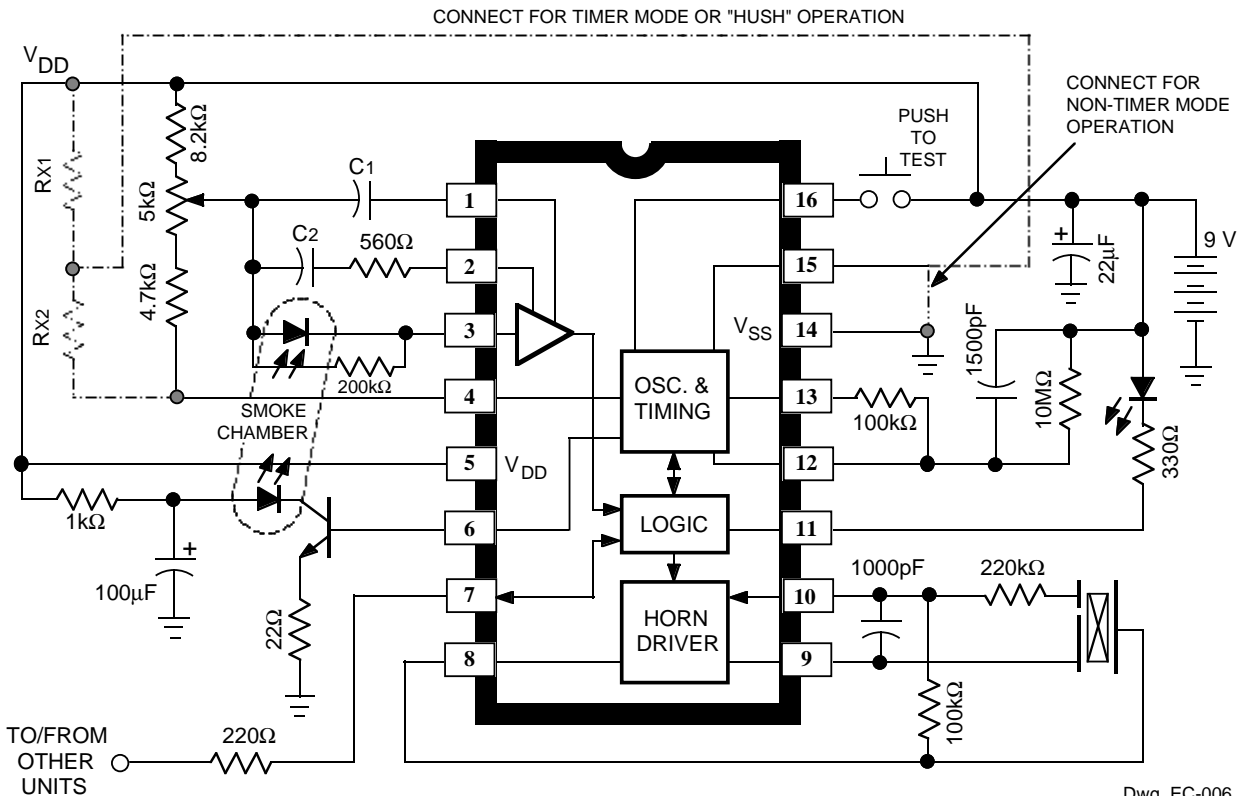 CONNECT FOR TIMER MODE OR "HUSH" OPERATION
VDD
CONNECT FOR
NON-TIMER MODE
OPERATION
PUSH
TO
TEST
RX1
8.2kΩ
5kΩ
C1
1
16
9 V
C2
560Ω
2
15
+
22µF
RX2
4.7kΩ
3
VSS
14
1500pF
200kΩ
10MΩ
OSC. &
TIMING
4
13
100kΩ
SMOKE
CHAMBER
330Ω
5
VDD
12
1kΩ
LOGIC
6
11
+
100µF
1000pF
220kΩ
7
10
22Ω
HORN
DRIVER
8
9
100kΩ
TO/FROM
OTHER
UNITS
220Ω
Dwg. EC-006